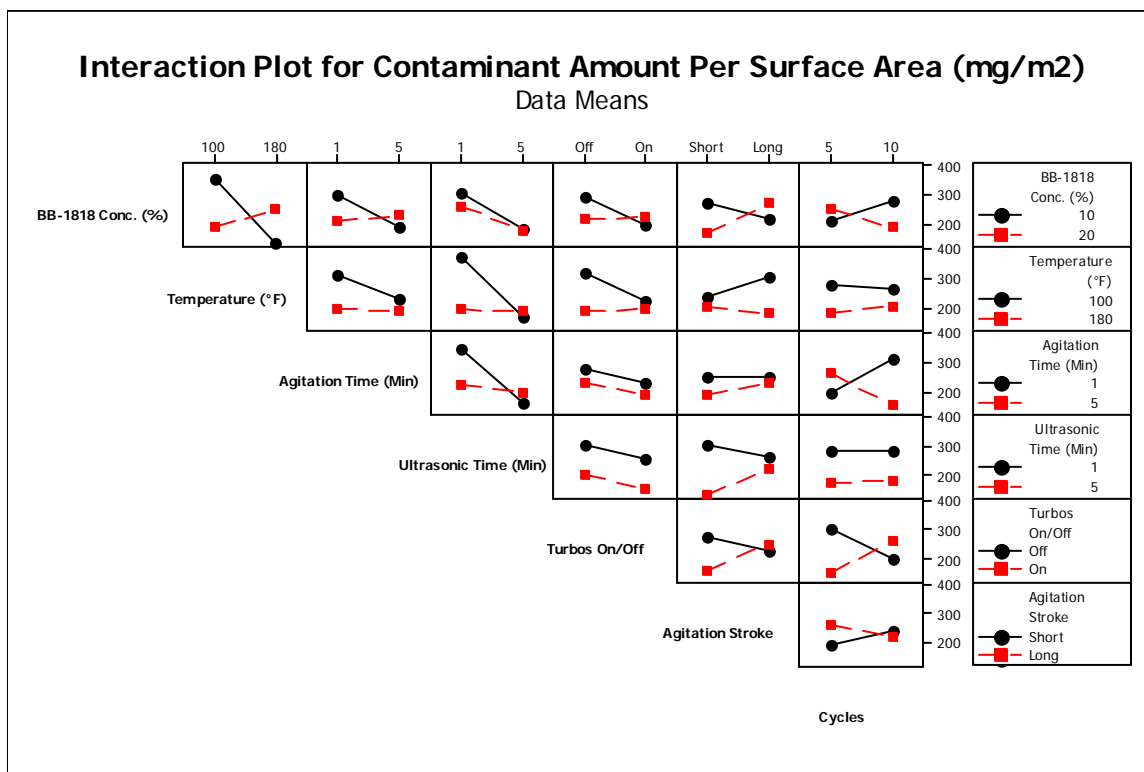 Interaction Plot for Contaminant Amount Per Surface Area (mg/m2)
Data Means
100 180 1 5 1 5 Off On Short Long 5 10
BB-1818 Conc. (%)
400
300
200
BB-1818
Conc. (%)
10
20
Temperature (°F)
400
300
200
Temperature
(°F)
100
180
Agitation Time (Min)
400
300
200
Agitation
Time (Min)
1
5
Ultrasonic Time (Min)
400
300
200
Ultrasonic
Time (Min)
1
5
Turbos On/Off
400
300
200
Turbos
On/Off
Off
On
Agitation Stroke
400
300
200
Agitation
Stroke
Short
Long
Cycles